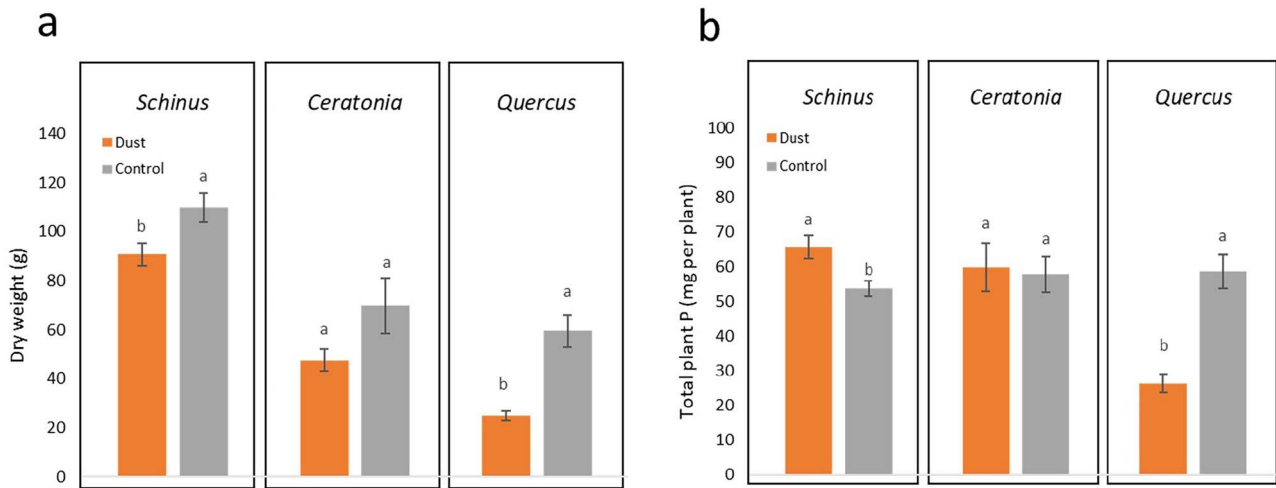 a
Schinus
Ceratonia
Quercus
Dust
Control
Dry weight (g)
140
120
100
80
60
40
20
0
b
a
a
a
b
a
b
Schinus
Ceratonia
Quercus
Dust
Control
Total plant P (mg per plant)
100
90
80
70
60
50
40
30
20
10
0
a
b
a
a
b
a